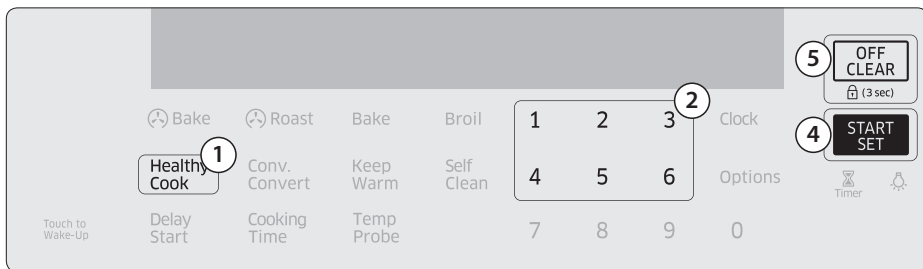 5
OFF
CLEAR
(3 sec)
Bake
Roast
Bake
Broil
1
2
3
2
Clock
4
START
SET
Healthy
Cook
1
Conv.
Convert
Keep
Warm
Self
Clean
4
5
6
Options
Timer
Touch to
Wake-Up
Delay
Start
Cooking
Time
Temp
Probe
7
8
9
0